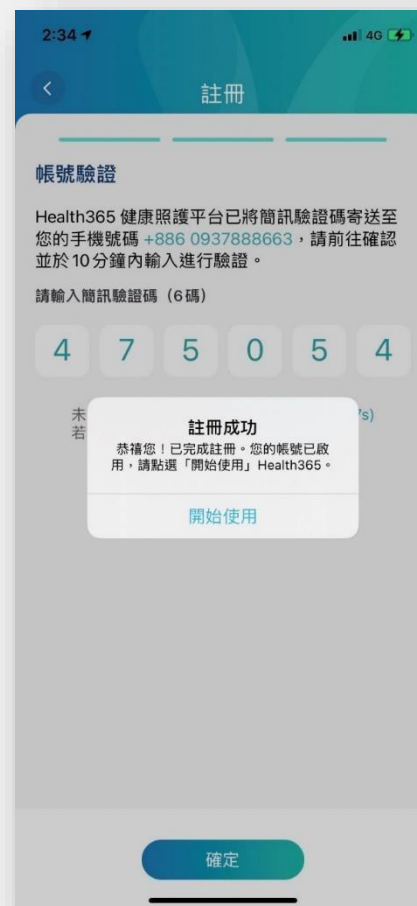 2:34
4G
註冊
帳號驗證
Health365 健康照護平台已將簡訊驗證碼寄送至
您的手機號碼 +886 0937888663，請前往確認
並於10分鐘內輸入進行驗證。
請輸入簡訊驗證碼（6碼）
4 7 5 0 5 4
未
若
註冊成功
恭禧您！已完成註冊。您的帳號已啟
用，請點選「開始使用」Health365。
開始使用
確定